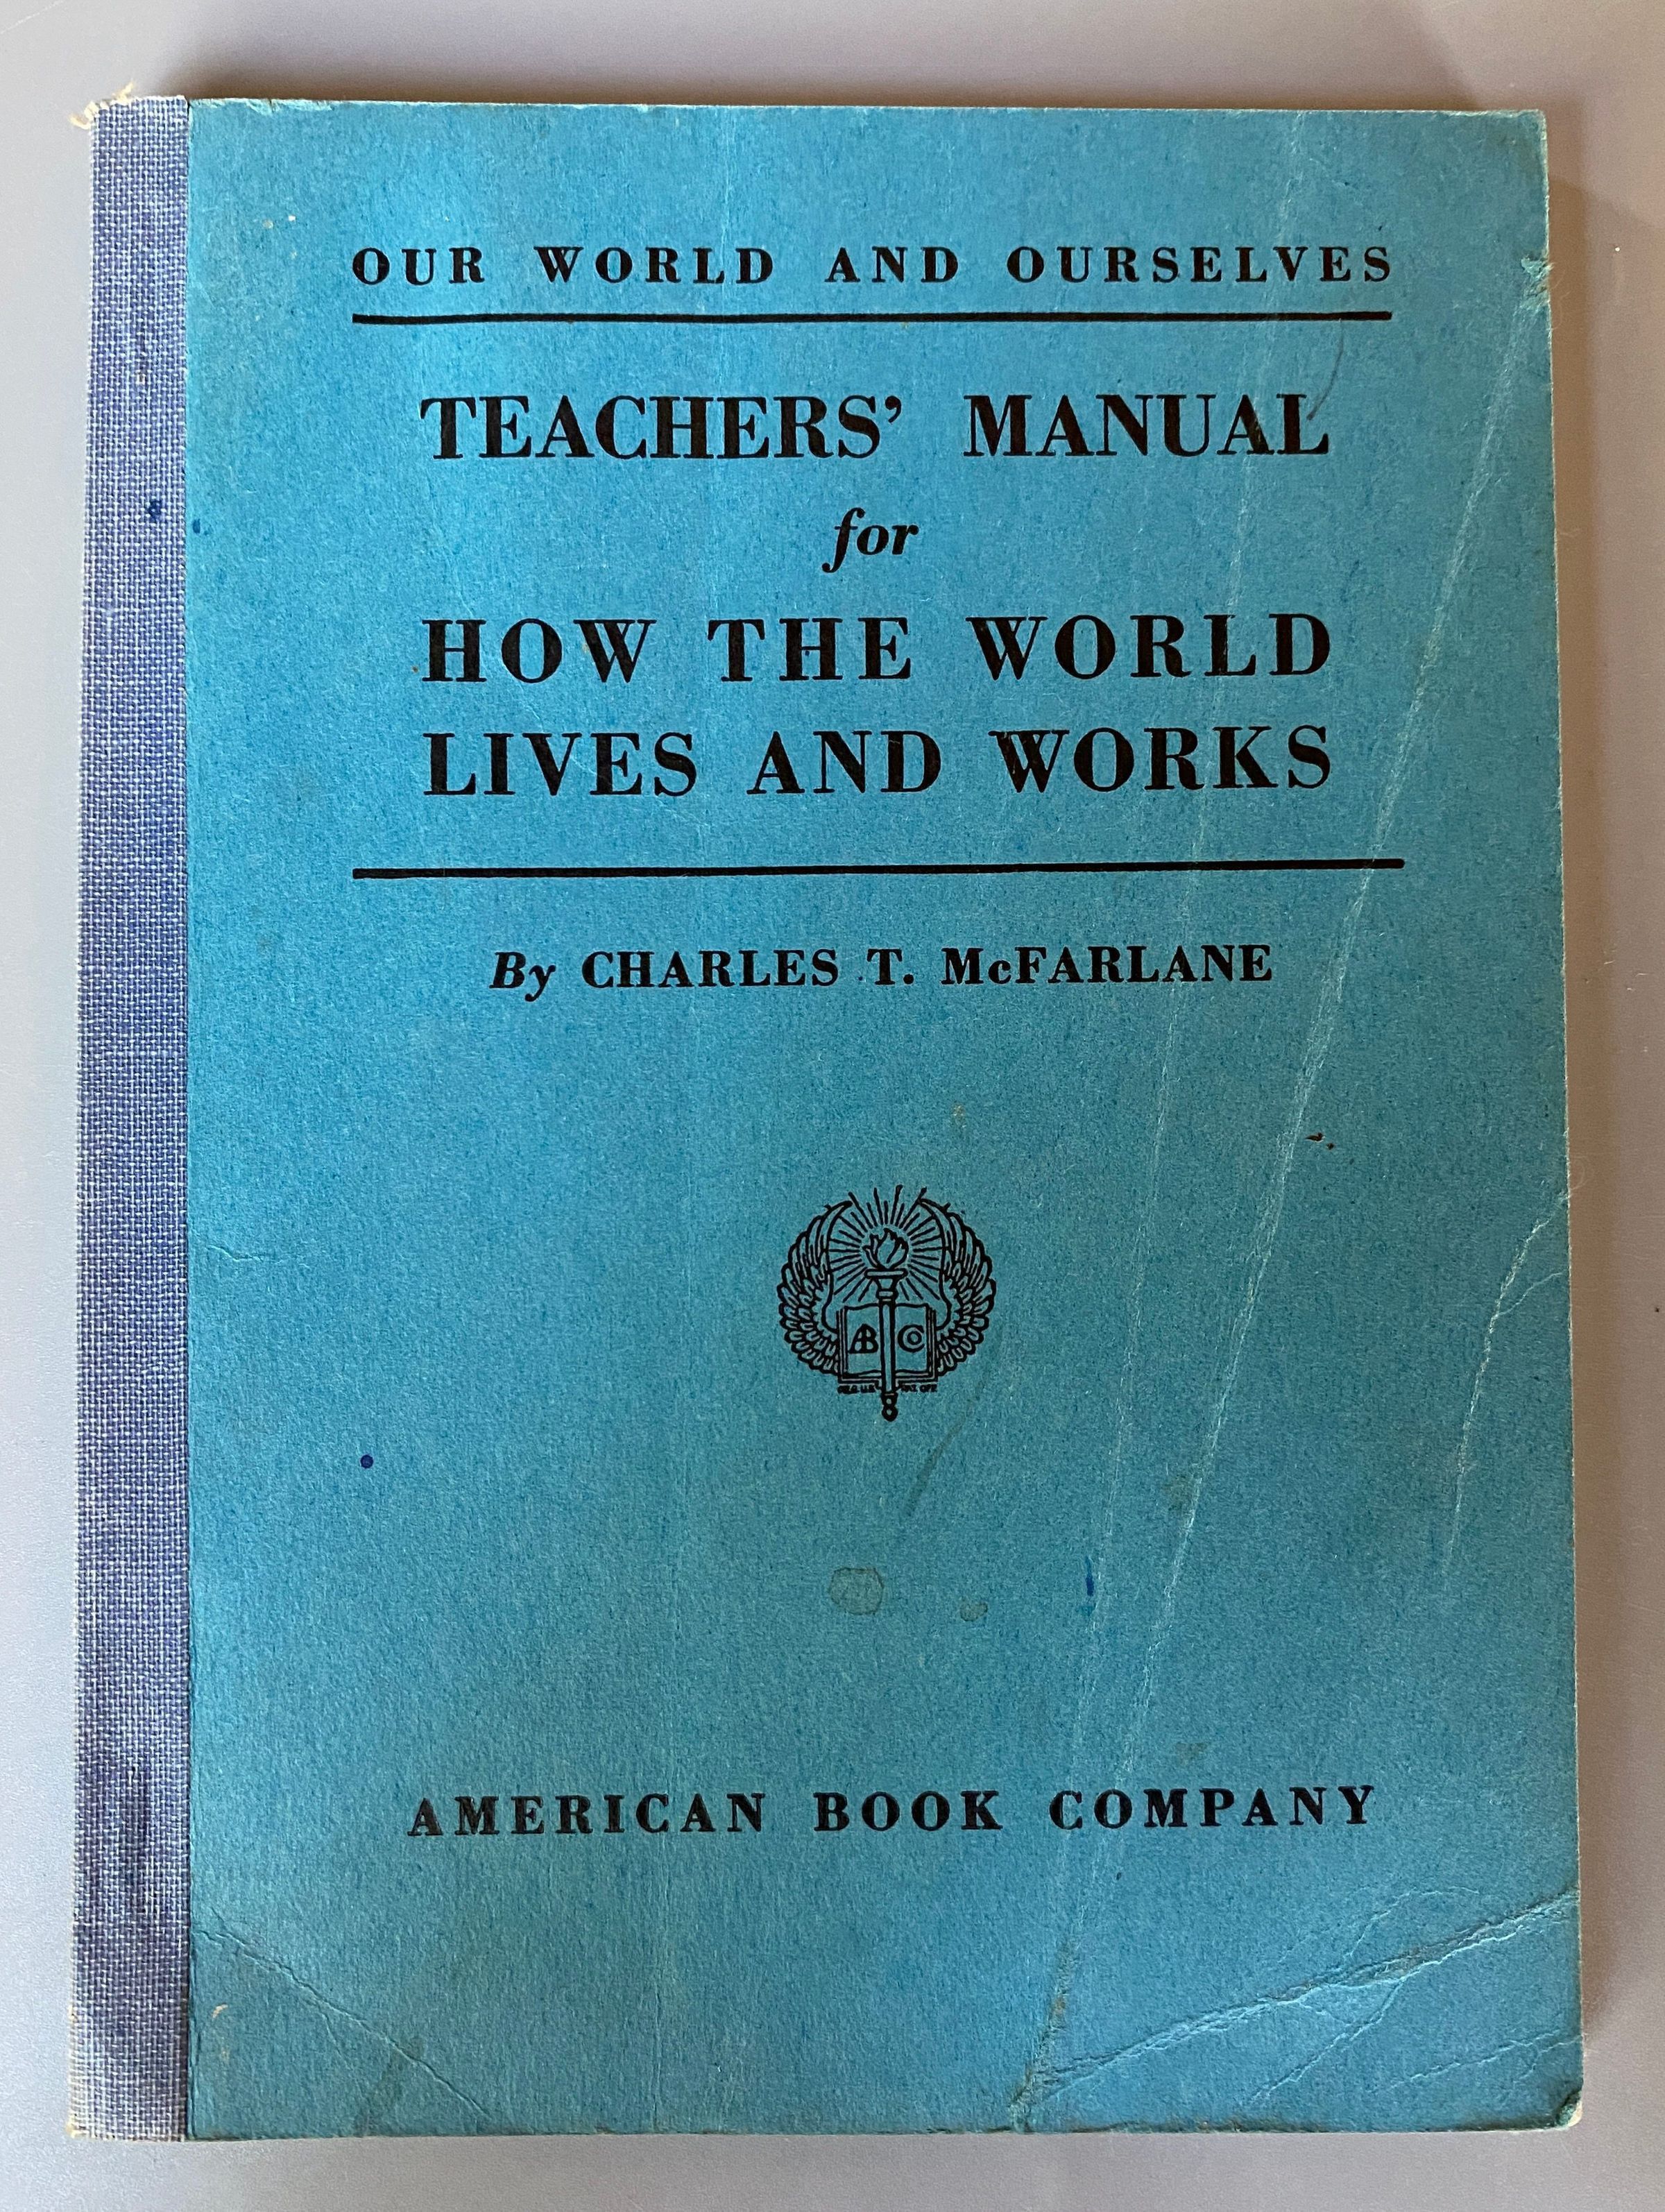 OUR WORLD AND OURSELVES
TEACHERS’ MANUAL
for
HOW THE WORLD
LIVES AND WORKS
By CHARLES T. McFARLANE
AB C
AMERICAN BOOK COMPANY